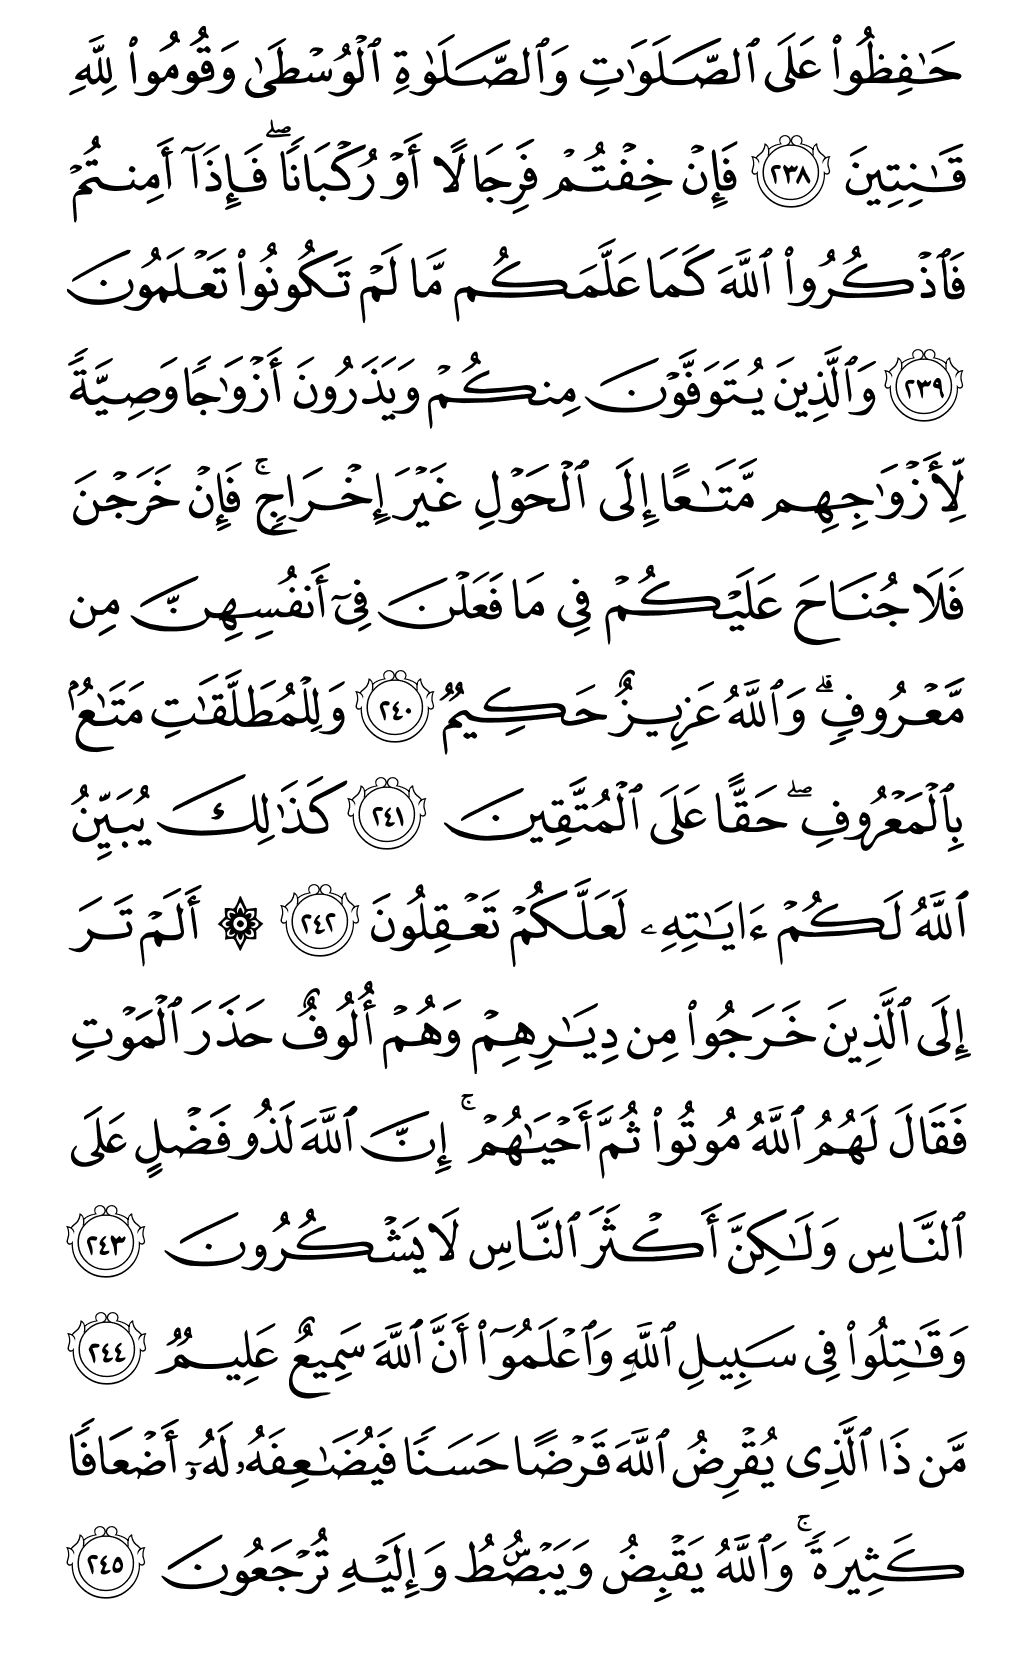 حَـٰفِظُوا۟ عَلَى ٱلصَّلَوَٰتِ وَٱلصَّلَوٰةِ ٱلْوُسْطَىٰ وَقُومُوا۟ لِلَّهِ
قَـٰنِتِينَ ٢٣٨ فَإِنْ خِفْتُمْ فَرِجَالًا أَوْ رُكْبَانًا ۖ فَإِذَآ أَمِنتُمْ
فَٱذْكُرُوا۟ ٱللَّهَ كَمَا عَلَّمَكُم مَّا لَمْ تَكُونُوا۟ تَعْلَمُونَ
٢٣٩ وَٱلَّذِينَ يُتَوَفَّوْنَ مِنكُمْ وَيَذَرُونَ أَزْوَٰجًا وَصِيَّةً
لِّأَزْوَٰجِهِم مَّتَـٰعًا إِلَى ٱلْحَوْلِ غَيْرَ إِخْرَاجٍ ۚ فَإِنْ خَرَجْنَ
فَلَا جُنَاحَ عَلَيْكُمْ فِى مَا فَعَلْنَ فِىٓ أَنفُسِهِنَّ مِن
مَّعْرُوفٍ ۗ وَٱللَّهُ عَزِيزٌ حَكِيمٌ ٢٤٠ وَلِلْمُطَلَّقَـٰتِ مَتَـٰعٌۢ
بِٱلْمَعْرُوفِ ۖ حَقًّا عَلَى ٱلْمُتَّقِينَ ٢٤١ كَذَٰلِكَ يُبَيِّنُ
ٱللَّهُ لَكُمْ ءَايَـٰتِهِۦ لَعَلَّكُمْ تَعْقِلُونَ ٢٤٢ ۞ أَلَمْ تَرَ
إِلَى ٱلَّذِينَ خَرَجُوا۟ مِن دِيَـٰرِهِمْ وَهُمْ أُلُوفٌ حَذَرَ ٱلْمَوْتِ
فَقَالَ لَهُمُ ٱللَّهُ مُوتُوا۟ ثُمَّ أَحْيَـٰهُمْ ۚ إِنَّ ٱللَّهَ لَذُو فَضْلٍ عَلَى
ٱلنَّاسِ وَلَـٰكِنَّ أَكْثَرَ ٱلنَّاسِ لَا يَشْكُرُونَ ٢٤٣
وَقَـٰتِلُوا۟ فِى سَبِيلِ ٱللَّهِ وَٱعْلَمُوٓا۟ أَنَّ ٱللَّهَ سَمِيعٌ عَلِيمٌ ٢٤٤
مَّن ذَا ٱلَّذِى يُقْرِضُ ٱللَّهَ قَرْضًا حَسَنًا فَيُضَـٰعِفَهُۥ لَهُۥٓ أَضْعَافًا
كَثِيرَةً ۚ وَٱللَّهُ يَقْبِضُ وَيَبْصُۜطُ وَإِلَيْهِ تُرْجَعُونَ ٢٤٥